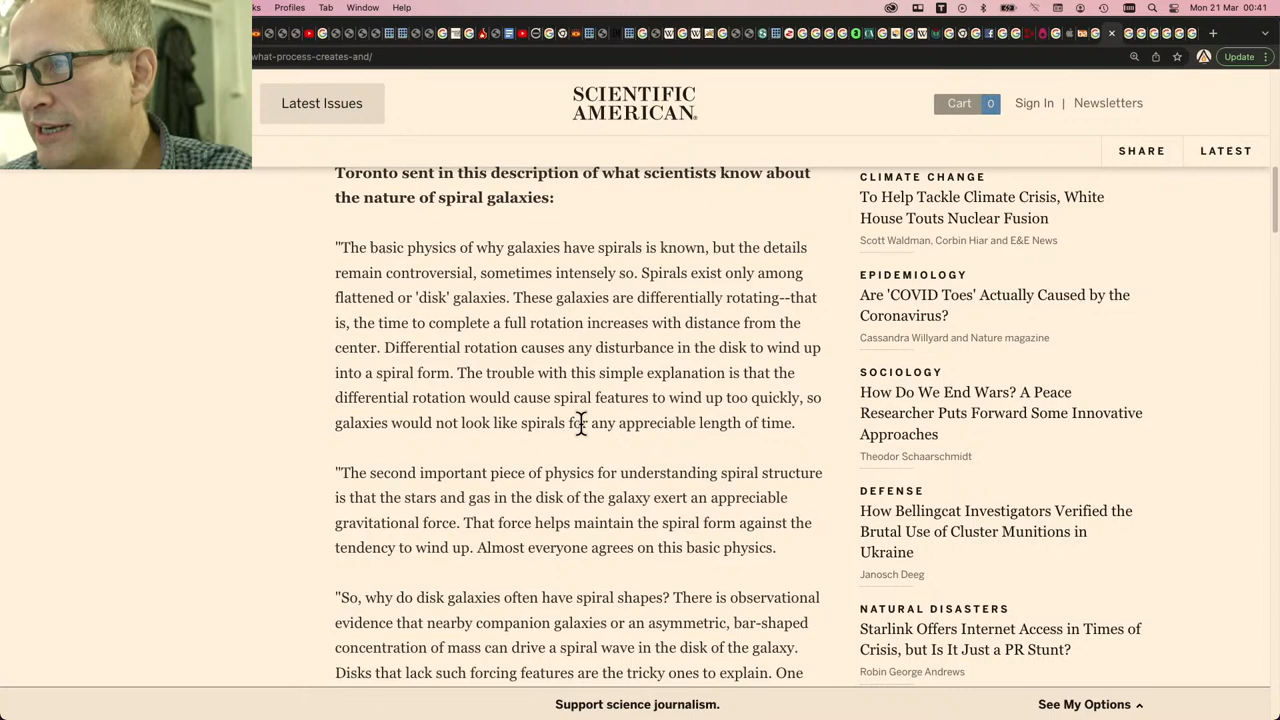 Profiles Tab Window Help
Mon 21 Mar 00:41
what-process-creates-and/
Update
Latest Issues
SCIENTIFIC
AMERICAN
Cart 0 Sign In | Newsletters
SHARE LATEST
Toronto sent in this description of what scientists know about
the nature of spiral galaxies:
"The basic physics of why galaxies have spirals is known, but the details
remain controversial, sometimes intensely so. Spirals exist only among
flattened or 'disk' galaxies. These galaxies are differentially rotating--that
is, the time to complete a full rotation increases with distance from the
center. Differential rotation causes any disturbance in the disk to wind up
into a spiral form. The trouble with this simple explanation is that the
differential rotation would cause spiral features to wind up too quickly, so
galaxies would not look like spirals for any appreciable length of time.
"The second important piece of physics for understanding spiral structure
is that the stars and gas in the disk of the galaxy exert an appreciable
gravitational force. That force helps maintain the spiral form against the
tendency to wind up. Almost everyone agrees on this basic physics.
"So, why do disk galaxies often have spiral shapes? There is observational
evidence that nearby companion galaxies or an asymmetric, bar-shaped
concentration of mass can drive a spiral wave in the disk of the galaxy.
Disks that lack such forcing features are the tricky ones to explain. One
CLIMATE CHANGE
To Help Tackle Climate Crisis, White
House Touts Nuclear Fusion
Scott Waldman, Corbin Hiar and E&E News
EPIDEMIOLOGY
Are 'COVID Toes' Actually Caused by the
Coronavirus?
Cassandra Willyard and Nature magazine
SOCIOLOGY
How Do We End Wars? A Peace
Researcher Puts Forward Some Innovative
Approaches
Theodor Schaarschmidt
DEFENSE
How Bellingcat Investigators Verified the
Brutal Use of Cluster Munitions in
Ukraine
Janosch Deeg
NATURAL DISASTERS
Starlink Offers Internet Access in Times of
Crisis, but Is It Just a PR Stunt?
Robin George Andrews
Support science journalism.
See My Options